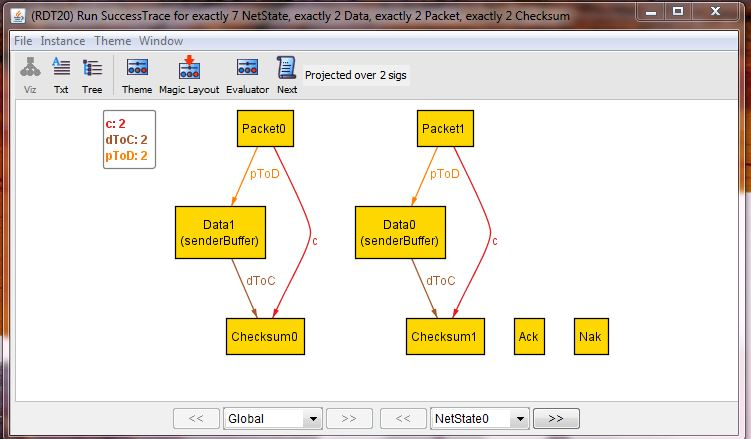 (RDT20) Run SuccessTrace for exactly 7 NetState, exactly 2 Data, exactly 2 Packet, exactly 2 Checksum
File Instance Theme Window
Viz Txt Tree Theme Magic Layout Evaluator Next Projected over 2 sigs
c: 2
dToC: 2
pToD: 2
Packet0 Packet1
pToD pToD
Data1 Data0
(senderBuffer) (senderBuffer)
c c
dToC dToC
Checksum0 Checksum1 Ack Nak
<< Global >> << NetState0 >>